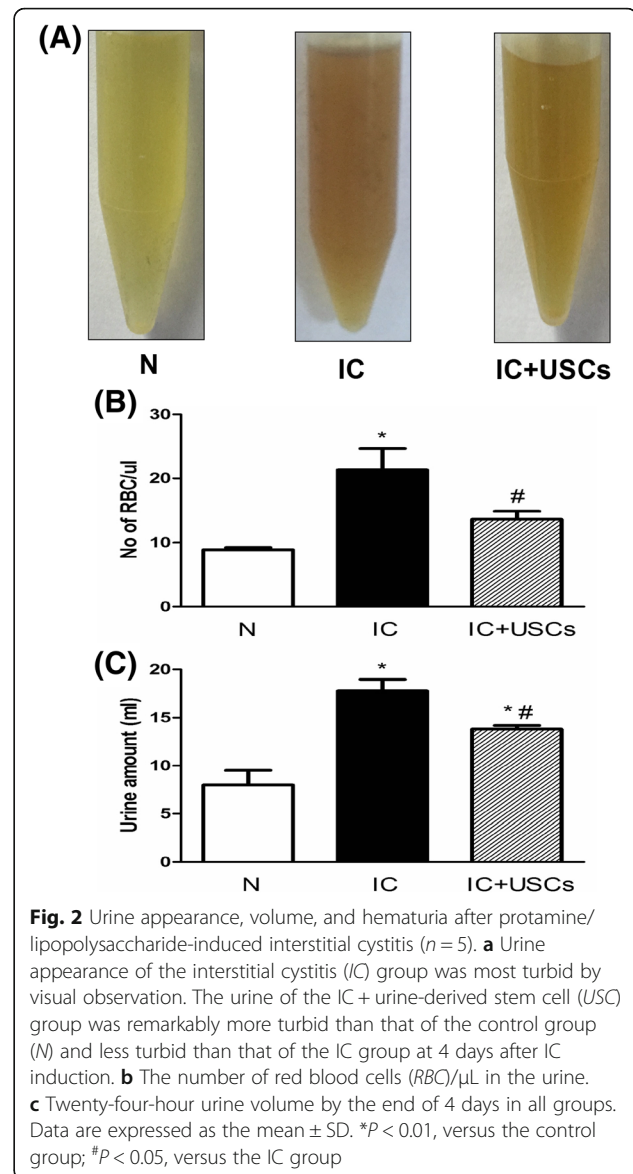 (A)
N
IC
IC+USCs
(B)
No of RBC/ul
30
20
10
0
*
#
N
IC
IC+USCs
(C)
Urine amount (ml)
20
15
10
5
0
*
* #
N
IC
IC+USCs
Fig. 2 Urine appearance, volume, and hematuria after protamine/
lipopolysaccharide-induced interstitial cystitis (n = 5). a Urine
appearance of the interstitial cystitis (IC) group was most turbid by
visual observation. The urine of the IC + urine-derived stem cell (USC)
group was remarkably more turbid than that of the control group
(N) and less turbid than that of the IC group at 4 days after IC
induction. b The number of red blood cells (RBC)/μL in the urine.
c Twenty-four-hour urine volume by the end of 4 days in all groups.
Data are expressed as the mean ± SD. *P < 0.01, versus the control
group; #P < 0.05, versus the IC group